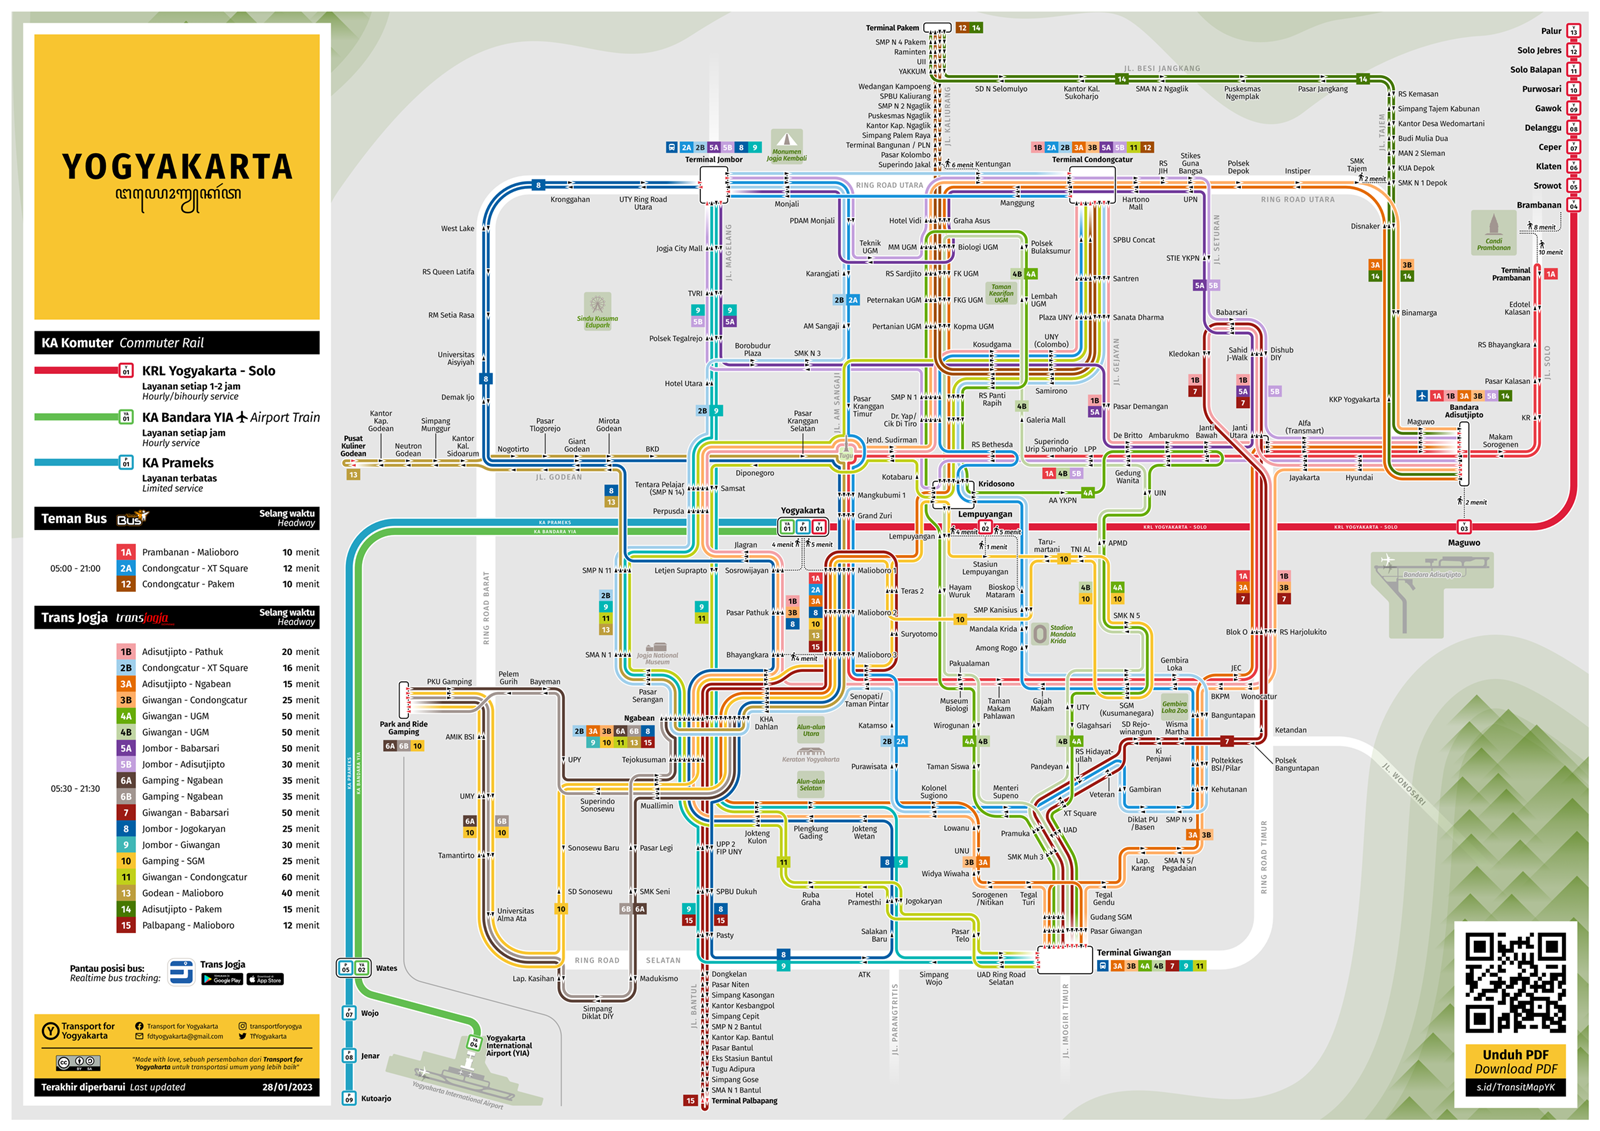 YOGYAKARTA
KA Komuter Commuter Rail
KRL Yogyakarta - Solo
Layanan setiap 1-2 jam
Hourly/bihourly service
KA Bandara YIA Airport Train
Layanan setiap jam
Hourly service
KA Prameks
Layanan terbatas
Limited service
Teman Bus
Selang waktu
Headway
05:00 - 21:00
1A Prambanan - Malioboro 10 menit
2A Condongcatur - XT Square 12 menit
12 Condongcatur - Pakem 10 menit
Trans Jogja
Selang waktu
Headway
05:30 - 21:30
1B Adisutjipto - Pathuk 20 menit
2B Condongcatur - XT Square 16 menit
3A Adisutjipto - Ngabean 15 menit
3B Giwangan - Condongcatur 25 menit
4A Giwangan - UGM 50 menit
4B Giwangan - UGM 50 menit
5A Jombor - Babarsari 50 menit
5B Jombor - Adisutjipto 30 menit
6A Gamping - Ngabean 35 menit
6B Gamping - Ngabean 35 menit
7 Giwangan - Babarsari 50 menit
8 Jombor - Jogokaryan 25 menit
9 Jombor - Giwangan 30 menit
10 Gamping - SGM 25 menit
11 Giwangan - Condongcatur 60 menit
13 Godean - Malioboro 40 menit
14 Adisutjipto - Pakem 15 menit
15 Palbapang - Malioboro 12 menit
Pantau posisi bus:
Realtime bus tracking:
Trans Jogja
Google Play
App Store
Transport for
Yogyakarta
Transport for Yogyakarta
fdtyogyakarta@gmail.com
transportforyogya
TfYogyakarta
"Made with love, sebuah persembahan dari Transport for
Yogyakarta untuk transportasi umum yang lebih baik"
Terakhir diperbarui Last updated 28/01/2023
Terminal Pakem 12 14
SMP N 4 Pakem
Raminten
UII
YAKKUM
Wedangan Kampoeng
SPBU Kaliurang
SMP N 2 Ngaglik
Puskesmas Ngaglik
Kantor Kap. Ngaglik
Simpang Palem Raya
Terminal Bangunan / PLN
Pasar Kolombo
Superindo Jakal
JL. KALIURANG
JL. BESI JANGKANG
SD N Selomulyo
Kantor Kal.
Sukoharjo
SMA N 2 Ngaglik
Puskesmas
Ngemplak
Pasar Jangkang
RS Kemasan
Simpang Tajem Kabunan
Kantor Desa Wedomartani
Budi Mulia Dua
MAN 2 Sleman
KUA Depok
SMK N 1 Depok
JL. TAJEM
Palur
Solo Jebres
Solo Balapan
Purwosari
Gawok
Delanggu
Ceper
Klaten
Srowot
Brambanan
Candi
Prambanan
8 menit
10 menit
Terminal
Prambanan 1A
Edotel
Kalasan
RS Bhayangkara
Pasar Kalasan
KR
Makam
Sorogenen
JL. SOLO
2A 2B 5A 5B 8 9
Terminal Jombor
Monumen
Jogja Kembali
6 menit Kentungan
1B 2A 2B 3A 3B 5A 5B 11 12
Terminal Condongcatur
RS
JIH
Stikes
Guna
Bangsa
Polsek
Depok
Instiper
SMK
Tajem
2 menit
Kronggahan
UTY Ring Road
Utara
Monjali
RING ROAD UTARA
Manggung
Hartono
Mall
UPN
RING ROAD UTARA
Disnaker
West Lake
RS Queen Latifa
RM Setia Rasa
Universitas
Aisyiyah
Demak Ijo
PDAM Monjali
Hotel Vidi
Graha Asus
Jogja City Mall
Teknik
UGM
MM UGM
Biologi UGM
Polsek
Bulaksumur
SPBU Concat
STIE YKPN
JL. SETURAN
JL. MAGELANG
TVRI
Karangjati
RS Sardjito
FK UGM
Santren
Taman
Kearifan
UGM
Lembah
UGM
Peternakan UGM
FKG UGM
Pertanian UGM
Kopma UGM
Plaza UNY
Sanata Dharma
Sindu Kusuma
Edupark
Polsek Tegalrejo
AM Sangaji
Borobudur
Plaza
SMK N 3
Kosudgama
UNY
(Colombo)
Babarsari
Kledokan
Sahid
J-Walk
Dishub
DIY
Binamarga
KKP Yogyakarta
Hotel Utara
JL. AM SANGAJI
Samirono
JL. GEJAYAN
SMP N 1
RS Panti
Rapih
Pasar
Kranggan
Timur
Pasar
Kranggan
Selatan
Dr. Yap/
Cik Di Tiro
Galeria Mall
Pasar Demangan
1A 1B 3A 3B 5B 14
Bandara
Adisutjipto
Maguwo
Pusat
Kuliner
Godean 13
Kantor
Kap.
Godean
Neutron
Godean
Simpang
Munggur
Kantor
Kal.
Sidoarum
Nogotirto
Pasar
Tlogorejo
Giant
Godean
Mirota
Godean
BKD
JL. GODEAN
Jend. Sudirman
RS Bethesda
Superindo
Urip Sumoharjo
LPP
De Britto
Ambarukmo
Janti
Bawah
Janti
Utara
Alfa
(Transmart)
Tugu
Diponegoro
Kotabaru
Kridosono
AA YKPN
Gedung
Wanita
UIN
Jayakarta
Hyundai
2 menit
Tentara Pelajar
(SMP N 14)
Samsat
Perpusda
Mangkubumi 1
Grand Zuri
KA PRAMEKS
KA BANDARA YIA
Yogyakarta
Lempuyangan
KRL YOGYAKARTA - SOLO
KRL YOGYAKARTA - SOLO
Maguwo
Bandara Adisutjipto
Jlagran
4 menit
5 menit
Lempuyangan
4 menit
5 menit
1 menit
Stasiun
Lempuyangan
Taru-
martani
TNI AL
APMD
SMP N 11
Letjen Suprapto
Sosrowijayan
Malioboro 1
Teras 2
Hayam
Wuruk
Bioskop
Mataram
SMP Kanisius
SMK N 5
Pasar Pathuk
Malioboro 2
Suryotomo
Mandala Krida
Stadion
Mandala
Krida
Among Rogo
Blok O
RS Harjolukito
RING ROAD BARAT
SMA N 1
Jogja National
Museum
Bhayangkara
4 menit
Malioboro 3
Pakualaman
Gembira
Loka
JEC
PKU Gamping
Pelem
Gurih
Bayeman
Pasar
Serangan
Senopati/
Taman Pintar
Museum
Biologi
Taman
Makam
Pahlawan
Gajah
Makam
UTY
SGM
(Kusumanegara)
Gembira
Loka Zoo
BKPM
Wonocatur
Park and Ride
Gamping
6A 6B 10
AMIK BSI
Ngabean
2B 3A 3B 6A 6B 8
9 10 11 13 15
KHA
Dahlan
Alun-alun
Utara
Keraton Yogyakarta
Alun-alun
Selatan
Katamso
Wirogunan
Glagahsari
SD Rejo-
winangun
Wisma
Martha
Banguntapan
Ketandan
UPY
Tejokusuman
Purawisata
Taman Siswa
Pandeyan
RS Hidayat-
ullah
Ki
Penjawi
Poltekkes
BSI/Pilar
Polsek
Banguntapan
JL. WONOSARI
UMY
Superindo
Sonosewu
Muallimin
Kolonel
Sugiono
Menteri
Supeno
Veteran
Gambiran
Kehutanan
XT Square
Diklat PU
/Basen
SMP N 9
Tamantirto
Sonosewu Baru
Pasar Legi
UPP 2
FIP UNY
Jokteng
Kulon
Plengkung
Gading
Jokteng
Wetan
Lowanu
Pramuka
UAD
SMK Muh 3
UNU
Widya Wiwaha
Lap.
Karang
SMA N 5/
Pegadaian
Universitas
Alma Ata
SD Sonosewu
SMK Seni
SPBU Dukuh
Ruba
Graha
Hotel
Pramesthi
Jogokaryan
Sorogenen
/Nitikan
Tegal
Turi
Tegal
Gendu
Gudang SGM
Pasar Giwangan
Pasty
Salakan
Baru
Pasar
Telo
Terminal Giwangan
3A 3B 4A 4B 7 9 11
RING ROAD TIMUR
RING ROAD SELATAN
Lap. Kasihan
Madukismo
Simpang
Diklat DIY
ATK
Simpang
Wojo
UAD Ring Road
Selatan
JL. BANTUL
JL. PARANGTRITIS
JL. IMOGIRI TIMUR
Dongkelan
Pasar Niten
Simpang Kasongan
Kantor Kesbangpol
Simpang Cepit
SMP N 2 Bantul
Kantor Kap. Bantul
Pasar Bantul
Eks Stasiun Bantul
Tugu Adipura
Simpang Gose
SMA N 1 Bantul
15 Terminal Palbapang
KA PRAMEKS
KA BANDARA YIA
Wates
Wojo
Jenar
Kutoarjo
Yogyakarta
International
Airport (YIA)
Yogyakarta International Airport
Unduh PDF
Download PDF
s.id/TransitMapYK